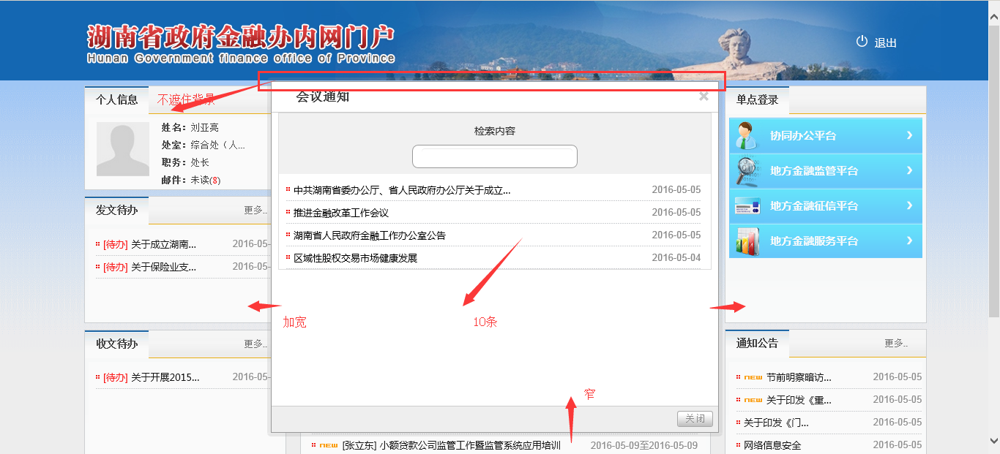 湖南省政府金融办内网门户
Hunan Government finance office of Province
退出
个人信息
不遮住背景
姓名：刘亚亮
处室：综合处（人...
职务：处长
邮件：未读(8)
发文待办
更多..
[待办] 关于成立湖南...
2016-05-
[待办] 关于保险业支...
2016-05-
收文待办
更多..
[待办] 关于开展2015...
2016-05-
会议通知
×
检索内容
中共湖南省委办公厅、省人民政府办公厅关于成立...
2016-05-05
推进金融改革工作会议
2016-05-05
湖南省人民政府金融工作办公室公告
2016-05-05
区域性股权交易市场健康发展
2016-05-04
加宽
10条
窄
关闭
NEW [张立东] 小额贷款公司监管工作暨监管系统应用培训
2016-05-09至2016-05-09
单点登录
协同办公平台
地方金融监管平台
地方金融征信平台
地方金融服务平台
通知公告
更多..
NEW 节前明察暗访...
2016-05-05
NEW 关于印发《重...
2016-05-05
关于印发《门...
2016-05-05
网络信息安全
2016-05-05